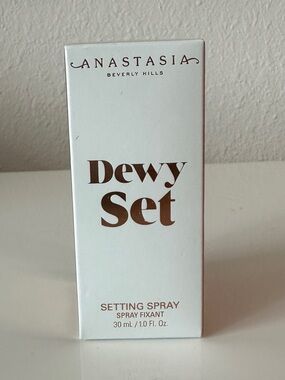 ANASTASIA
BEVERLY HILLS
Dewy
Set
SETTING SPRAY
SPRAY FIXANT
30 mL / 1.0 Fl. Oz.